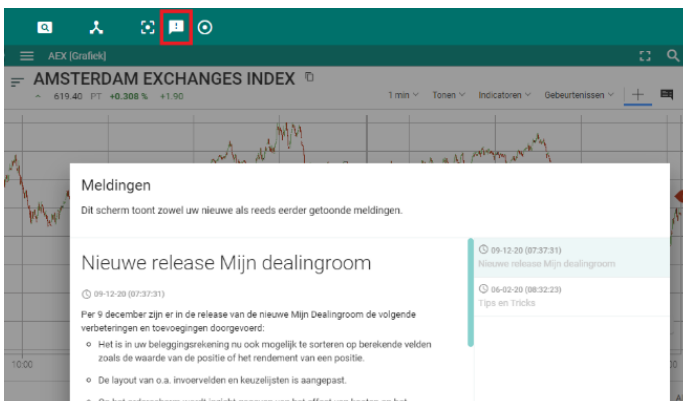 AEX [Grafiek]
AMSTERDAM EXCHANGES INDEX
619.40 PT +0.308 % +1.90
1 min Tonen Indicatoren Gebeurtenissen
Meldingen
Dit scherm toont zowel uw nieuwe als reeds eerder getoonde meldingen.
Nieuwe release Mijn dealingroom
09-12-20 (07:37:31)
Per 9 december zijn er in de release van de nieuwe Mijn Dealingroom de volgende
verbeteringen en toevoegingen doorgevoerd:
Het is in uw beleggingsrekening nu ook mogelijk te sorteren op berekende velden
zoals de waarde van de positie of het rendement van een positie.
De layout van o.a. invoervelden en keuzelijsten is aangepast.
09-12-20 (07:37:31)
Nieuwe release Mijn dealingroom
06-02-20 (08:32:23)
Tips en Tricks
10:00